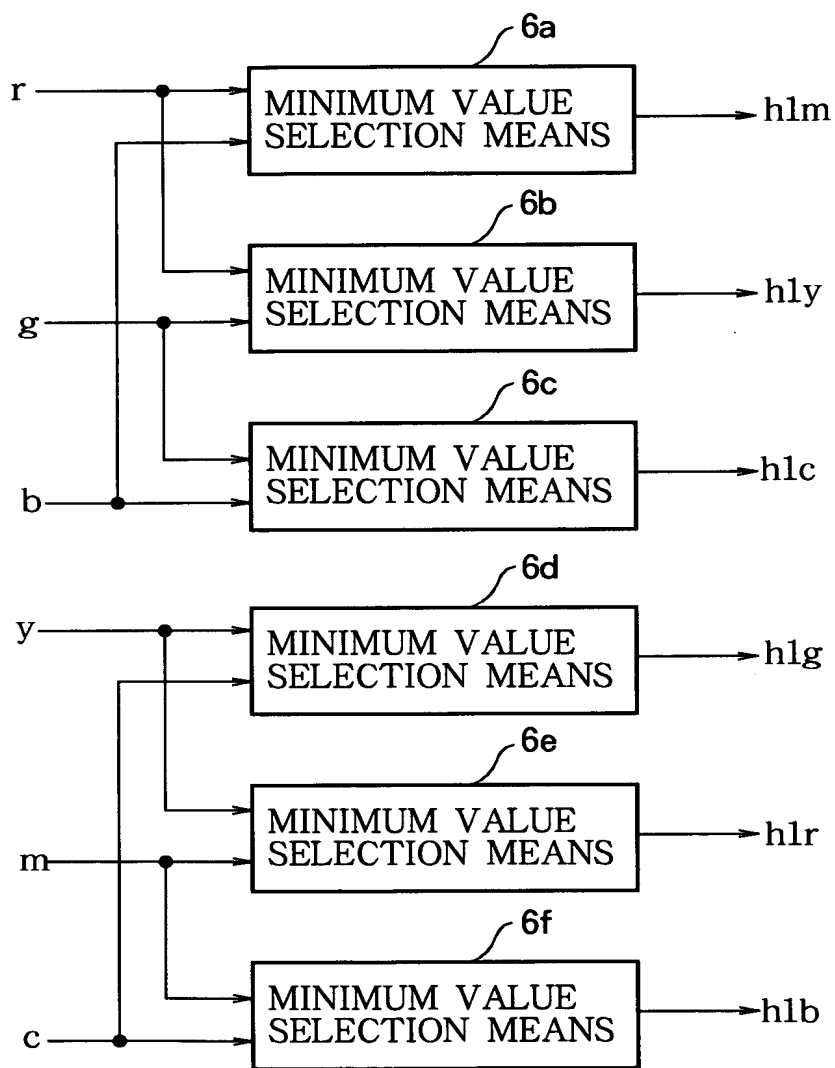 6a
r
MINIMUM VALUE
SELECTION MEANS
h1m
6b
MINIMUM VALUE
SELECTION MEANS
h1y
g
6c
MINIMUM VALUE
SELECTION MEANS
h1c
b
6d
y
MINIMUM VALUE
SELECTION MEANS
h1g
6e
MINIMUM VALUE
SELECTION MEANS
h1r
m
6f
MINIMUM VALUE
SELECTION MEANS
h1b
c